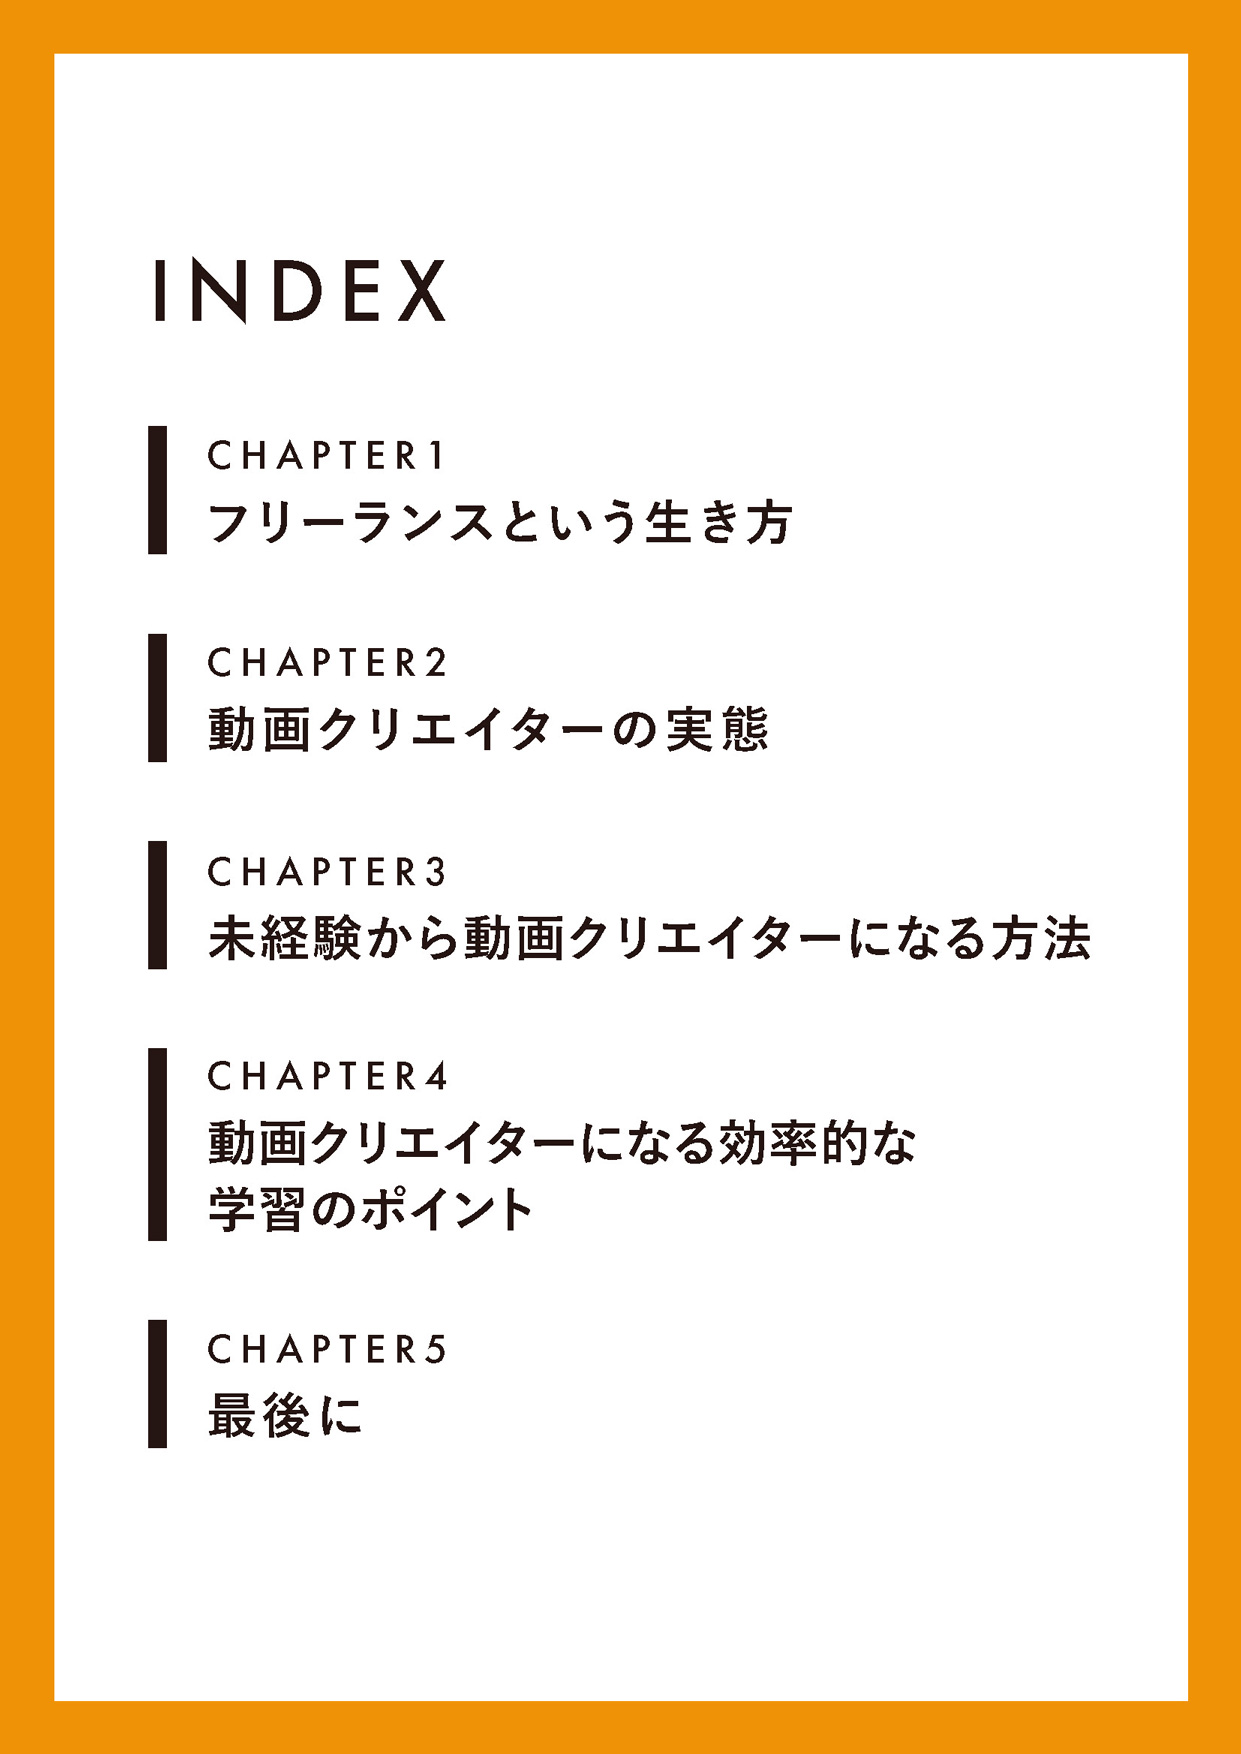 INDEX
CHAPTER1
フリーランスという生き方
CHAPTER2
動画クリエイターの実態
CHAPTER3
未経験から動画クリエイターになる方法
CHAPTER4
動画クリエイターになる効率的な
学習のポイント
CHAPTER5
最後に